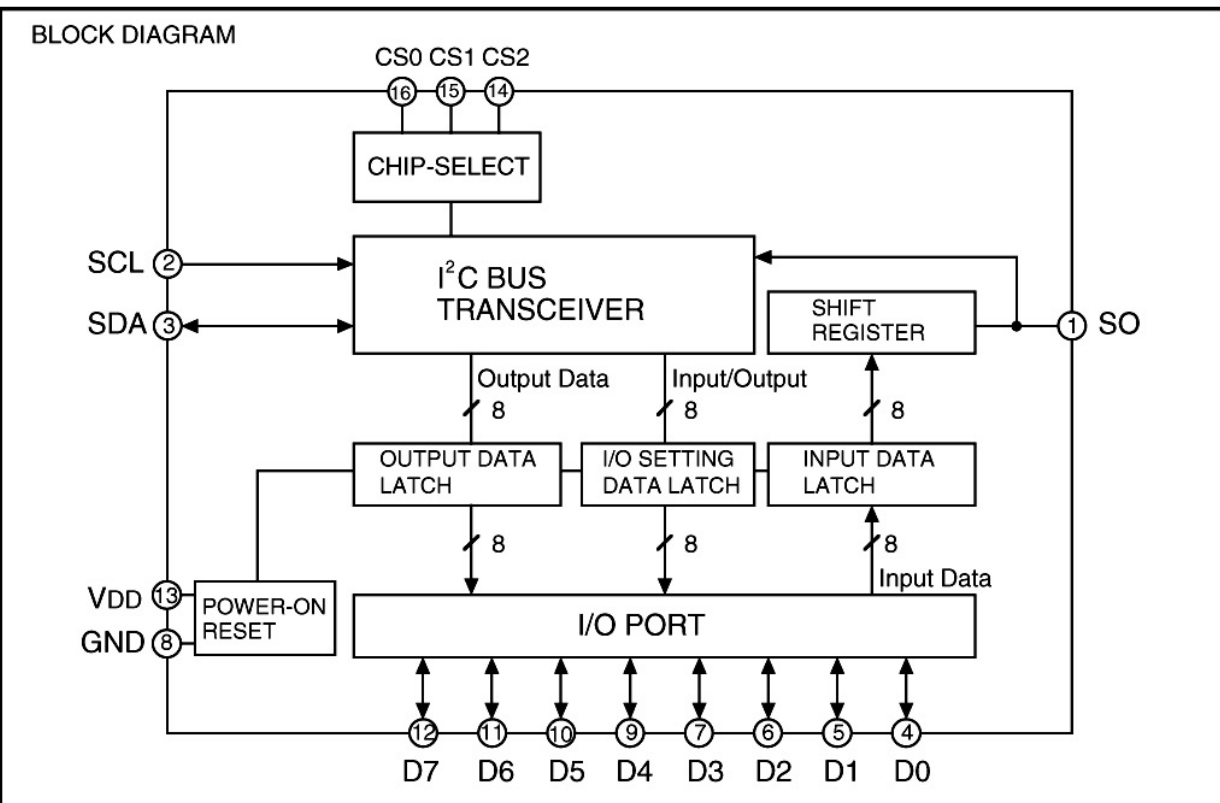 BLOCK DIAGRAM
CS0 CS1 CS2
16 15 14
CHIP-SELECT
SCL 2
I²C BUS
TRANSCEIVER
SDA 3
SHIFT
REGISTER
1 SO
Output Data
Input/Output
8 8 8
OUTPUT DATA
LATCH
I/O SETTING
DATA LATCH
INPUT DATA
LATCH
8 8 8
Input Data
VDD 13
GND 8
POWER-ON
RESET
I/O PORT
12 11 10 9 7 6 5 4
D7 D6 D5 D4 D3 D2 D1 D0